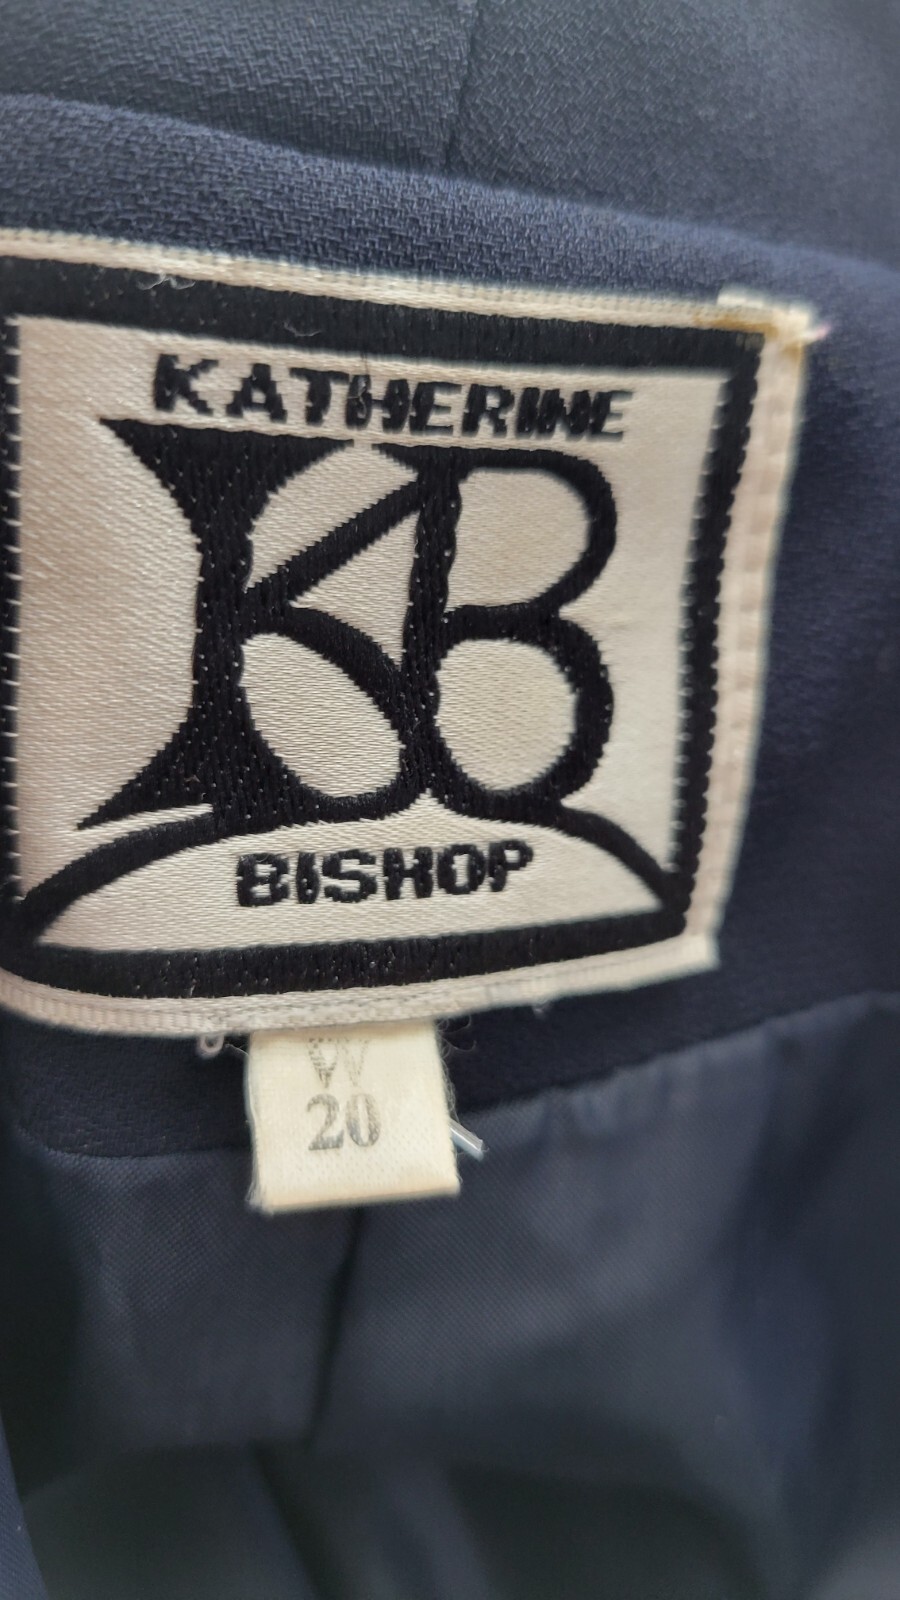 KATHERINE
KB
BISHOP
W
20